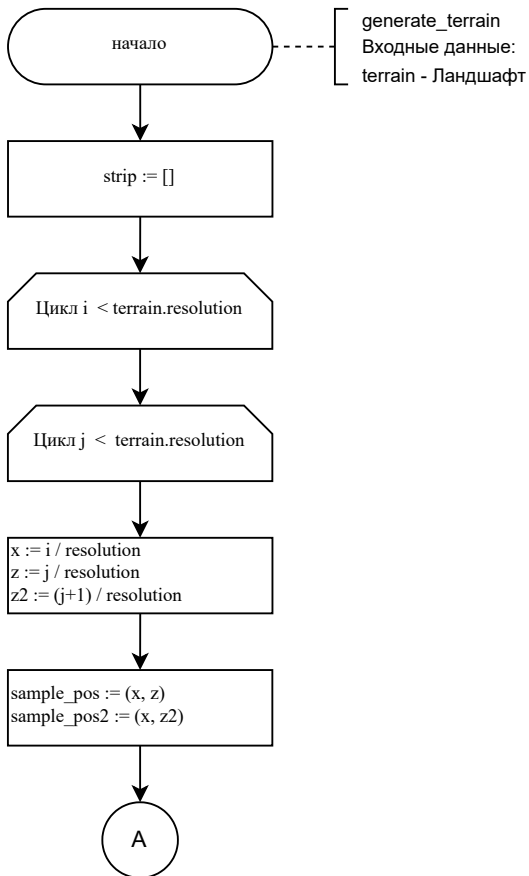 начало
generate_terrain
Входные данные:
terrain - Ландшафт
strip := []
Цикл i < terrain.resolution
Цикл j < terrain.resolution
x := i / resolution
z := j / resolution
z2 := (j+1) / resolution
sample_pos := (x, z)
sample_pos2 := (x, z2)
A